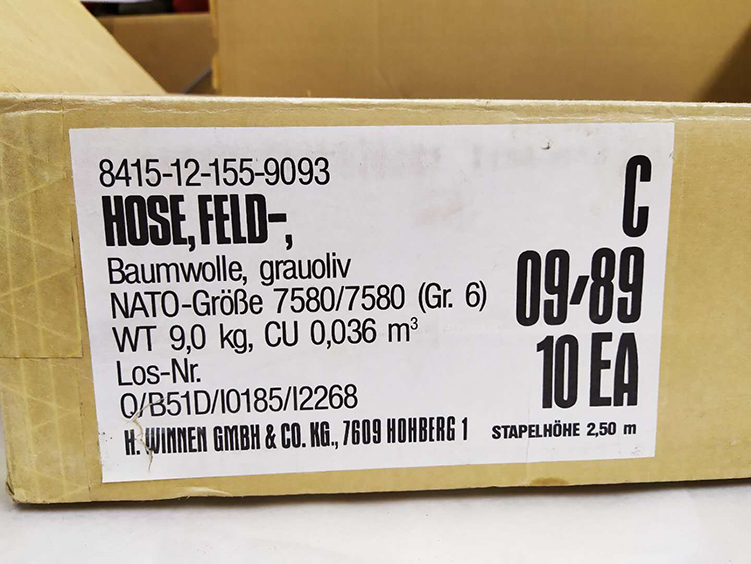 8415-12-155-9093
C
HOSE, FELD-,
Baumwolle, grauoliv
09/89
NATO-Größe 7580/7580 (Gr. 6)
WT 9,0 kg, CU 0,036 m³
10 EA
Los-Nr.
Q/B51D/I0185/I2268
H. WINNEN GMBH & CO. KG., 7609 HOHBERG 1
STAPELHÖHE 2,50 m